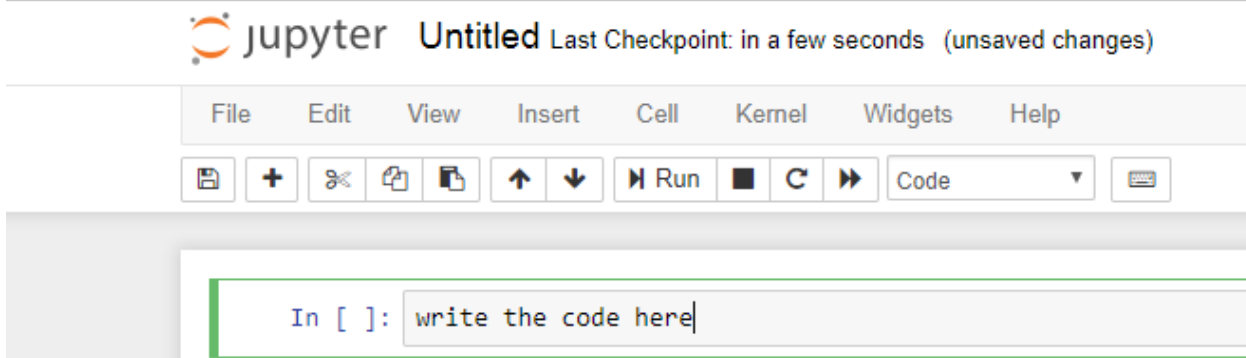 jupyter Untitled Last Checkpoint: in a few seconds (unsaved changes)
File Edit View Insert Cell Kernel Widgets Help
Run Code
In [ ]: write the code here